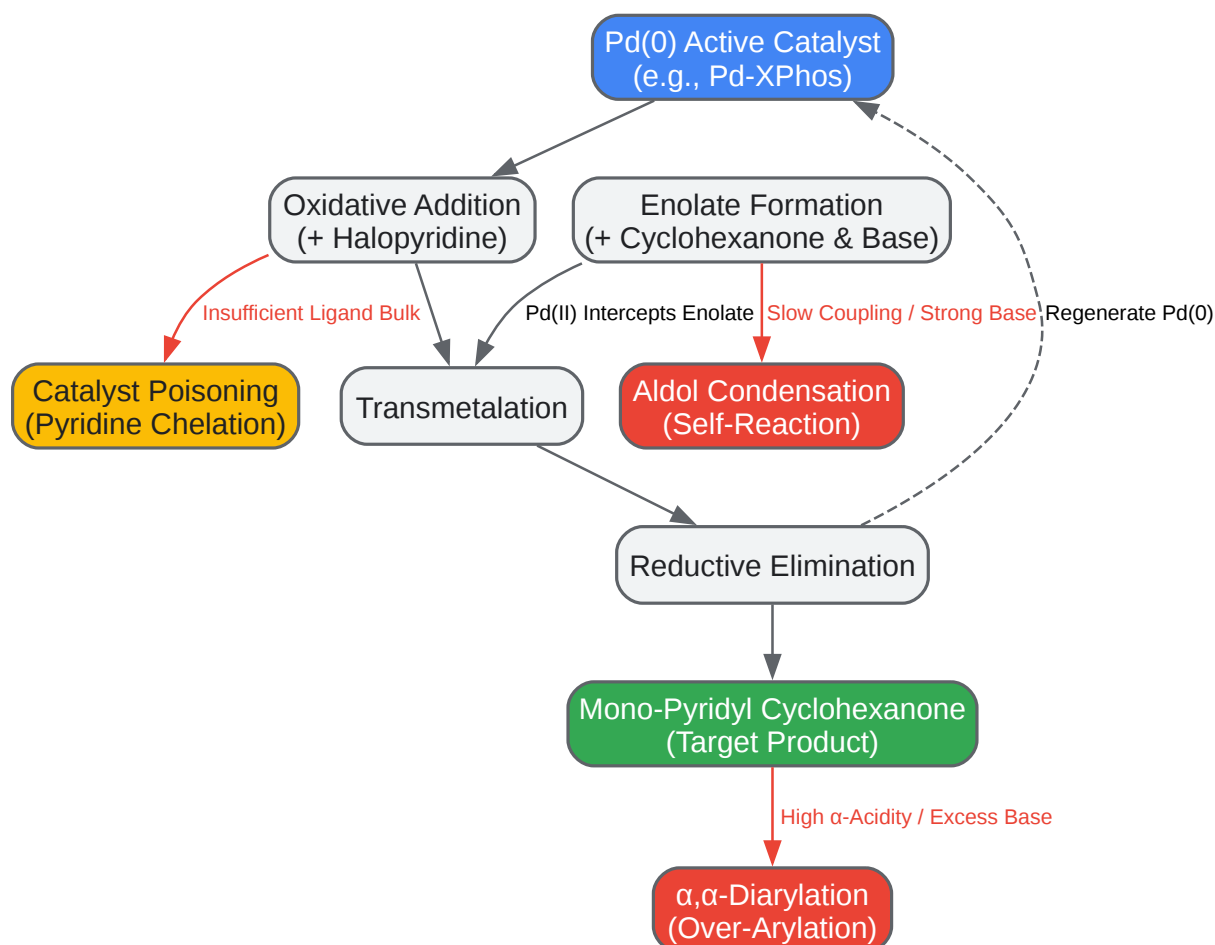 Pd(0) Active Catalyst
(e.g., Pd-XPhos)
Oxidative Addition
(+ Halopyridine)
Enolate Formation
(+ Cyclohexanone & Base)
Insufficient Ligand Bulk
Pd(II) Intercepts Enolate
Slow Coupling / Strong Base
Regenerate Pd(0)
Catalyst Poisoning
(Pyridine Chelation)
Transmetalation
Aldol Condensation
(Self-Reaction)
Reductive Elimination
Mono-Pyridyl Cyclohexanone
(Target Product)
High α-Acidity / Excess Base
α,α-Diarylation
(Over-Arylation)